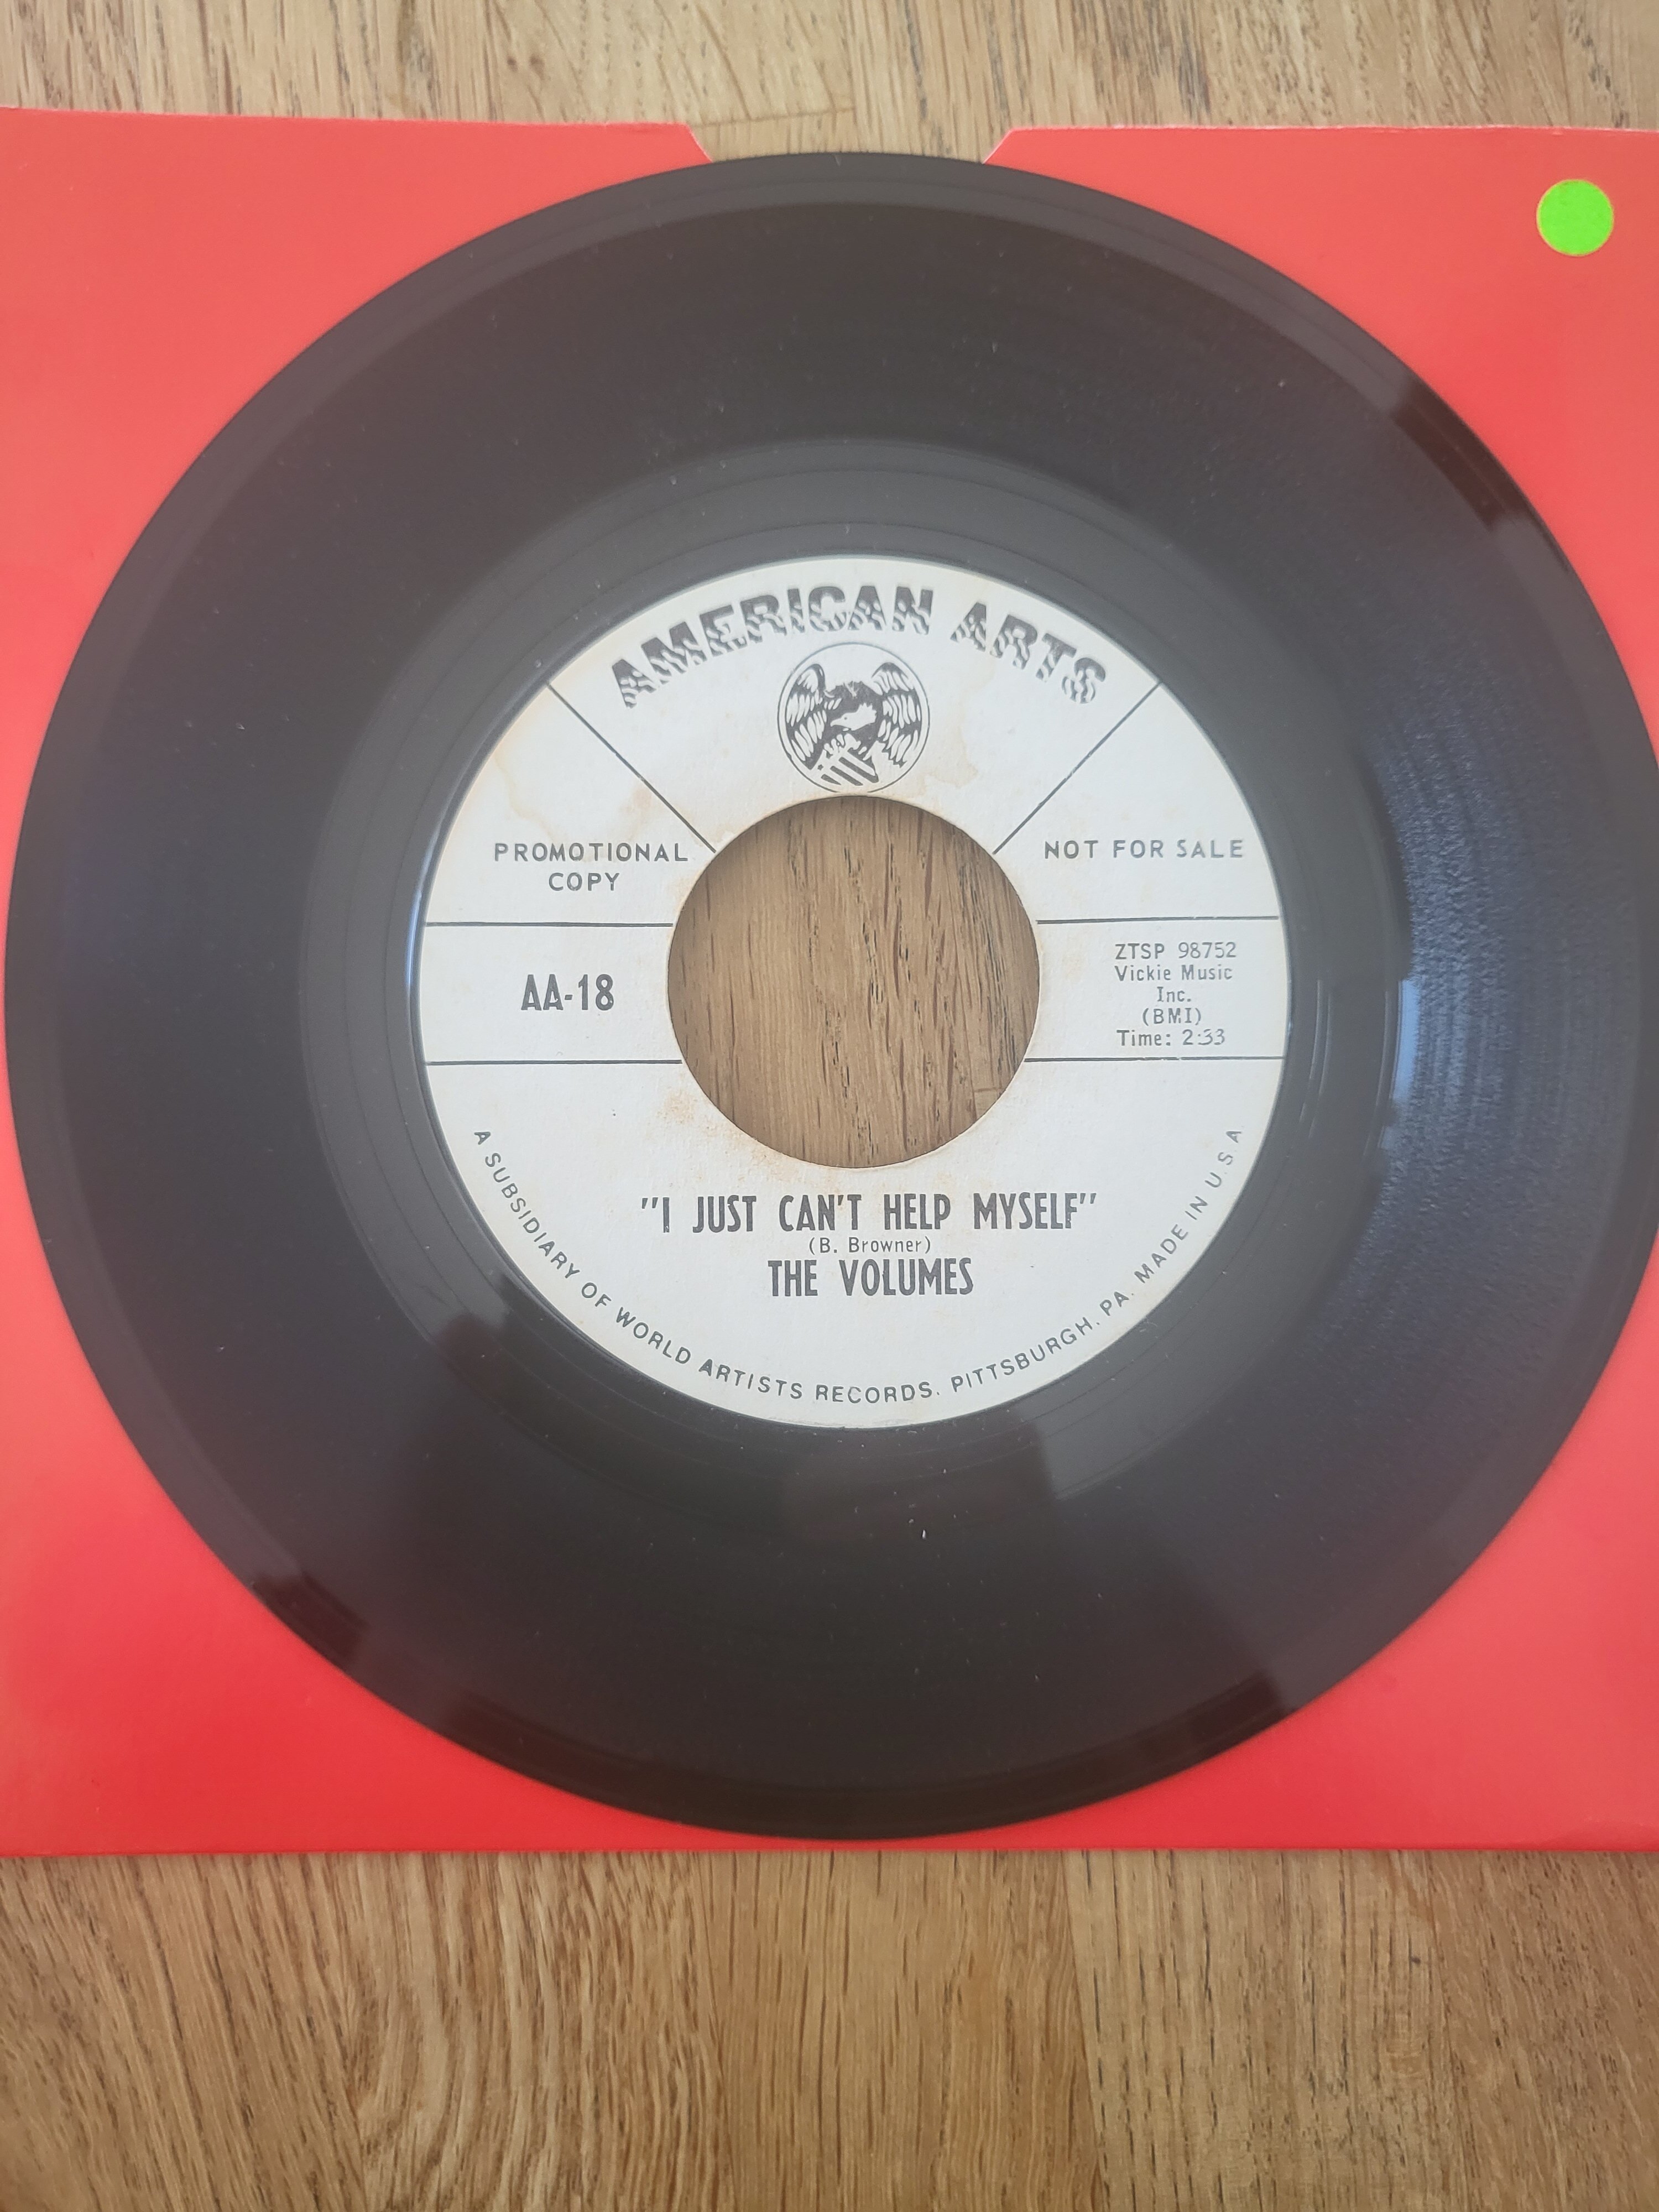 AMERICAN ARTS
PROMOTIONAL
COPY
NOT FOR SALE
AA-18
ZTSP 98752
Vickie Music
Inc.
(BMI)
Time: 2:33
"I JUST CAN'T HELP MYSELF"
(B. Browner)
THE VOLUMES
A SUBSIDIARY OF WORLD ARTISTS RECORDS. PITTSBURGH. PA. MADE IN U.S.A